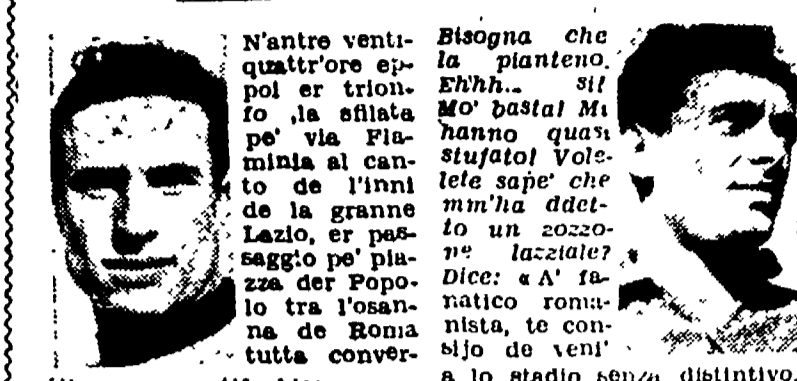 N'antre venti-
quattr'ore ep-
poi er trion-
fo ,la sfilata
pe' via Fla-
minia al can-
to de l'inni
de la granne
Lazio, er pas-
saggio pe' pia-
zza der Popo-
lo tra l'osan-
na de Roma
tutta conver-
Bisogna che
la pianteno.
Eh'hh.. si!
Mo' basta! Mi
hanno quasi
stufato! Vole-
lete sape' che
mm'ha ddet-
to un zozzo-
ne lazziale?
Dice: « A' fa-
natico roma-
nista, te con-
sijo de veni'
a lo stadio senza distintivo.